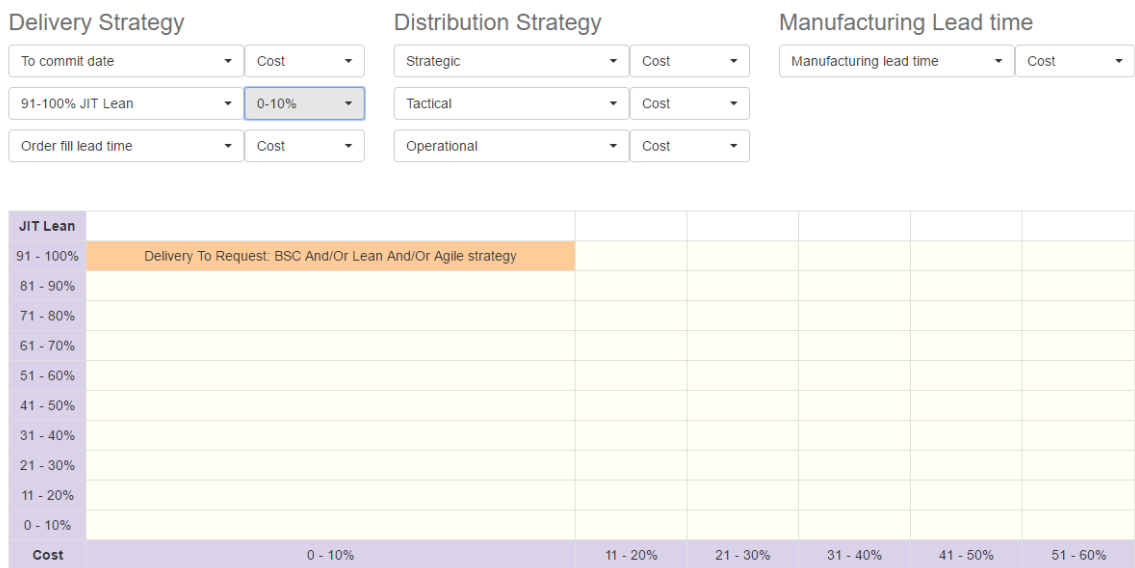 Delivery Strategy Distribution Strategy Manufacturing Lead time
To commit date Cost Strategic Cost Manufacturing lead time Cost
91-100% JIT Lean 0-10% Tactical Cost
Order fill lead time Cost Operational Cost
JIT Lean
91 - 100% Delivery To Request: BSC And/Or Lean And/Or Agile strategy
81 - 90%
71 - 80%
61 - 70%
51 - 60%
41 - 50%
31 - 40%
21 - 30%
11 - 20%
0 - 10%
Cost 0 - 10% 11 - 20% 21 - 30% 31 - 40% 41 - 50% 51 - 60%